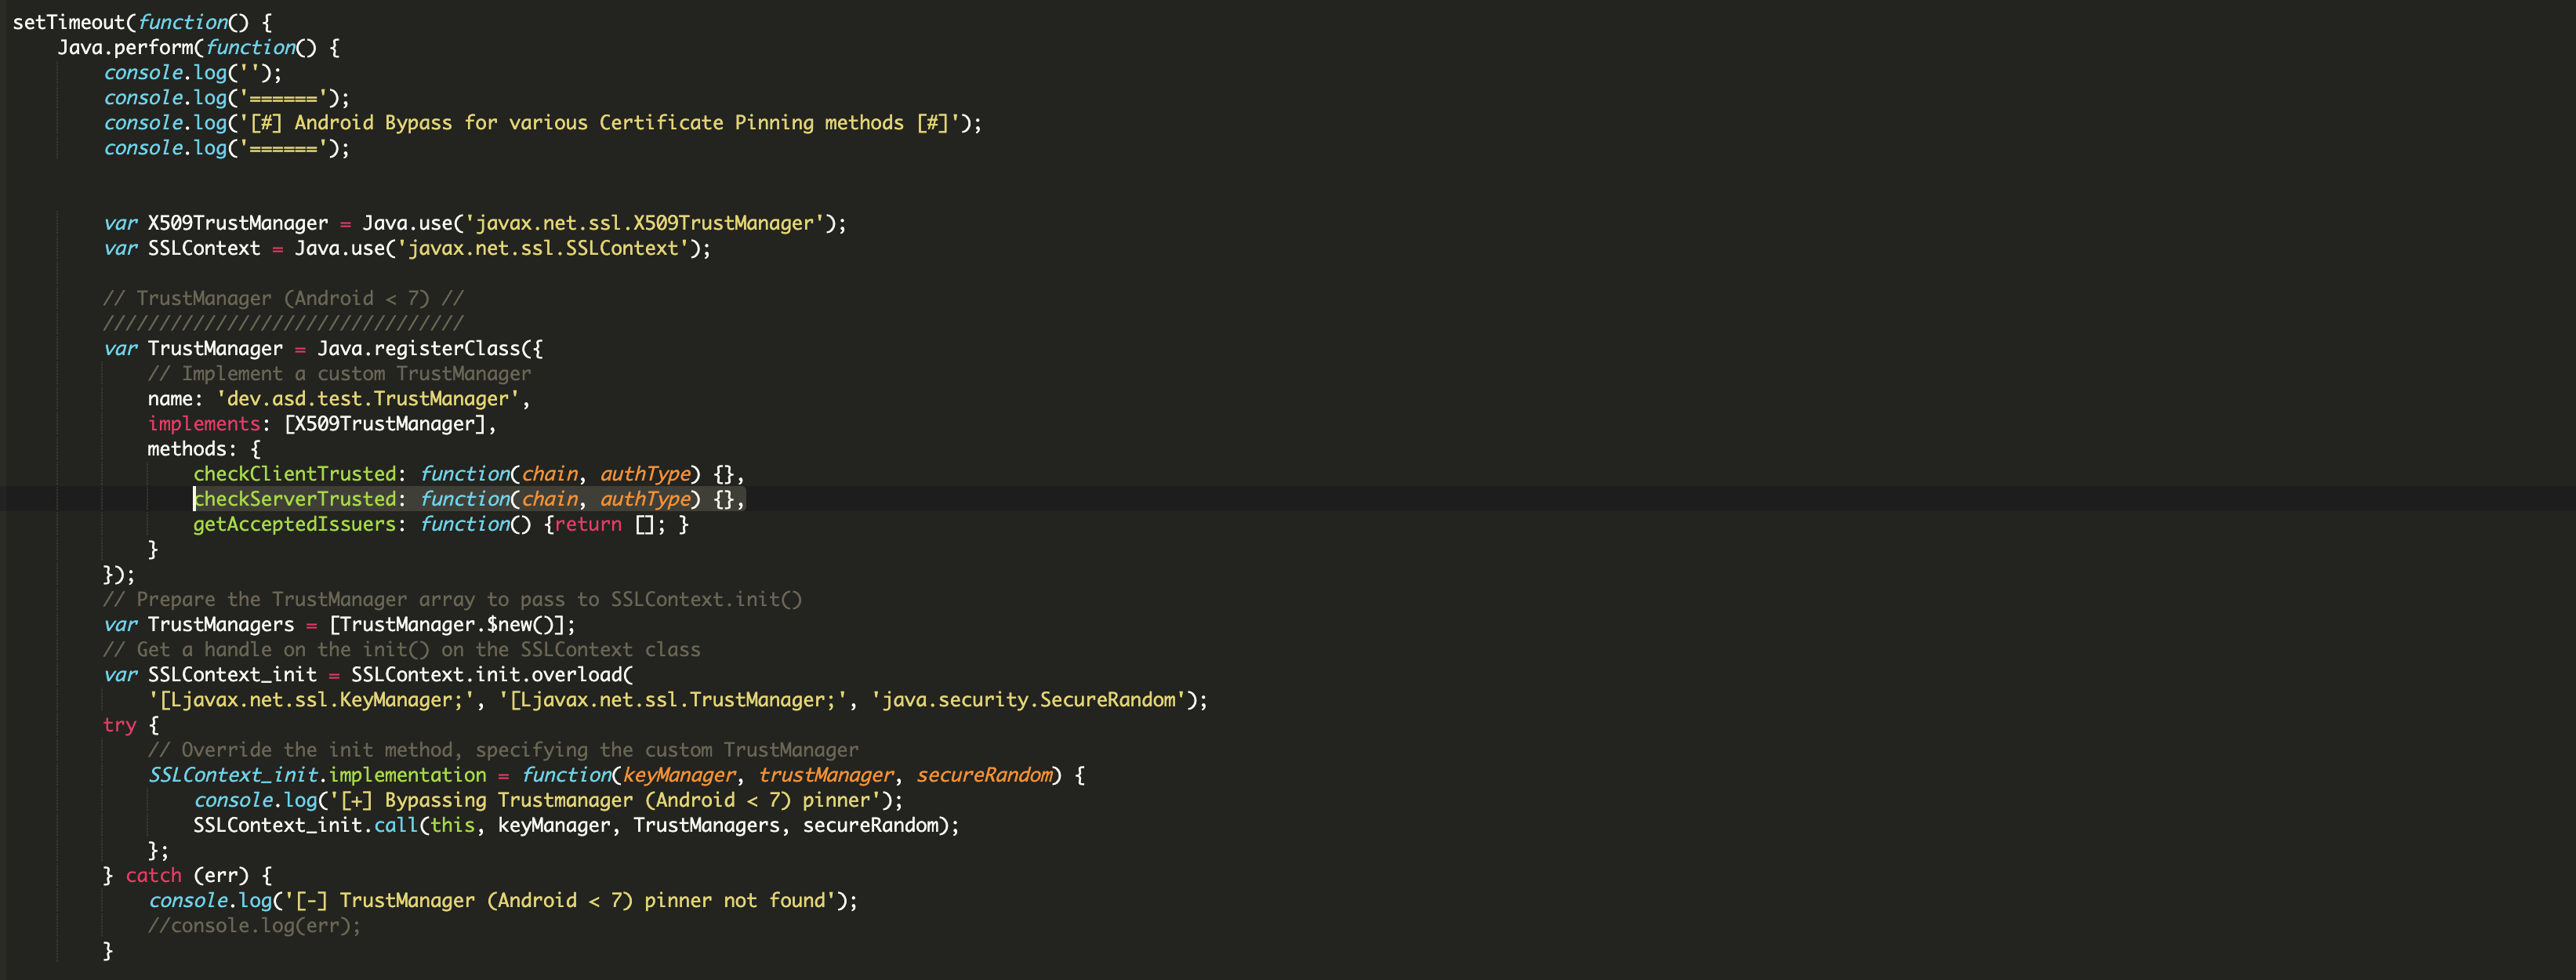 setTimeout(function() {
    Java.perform(function() {
        console.log('');
        console.log('======');
        console.log('[#] Android Bypass for various Certificate Pinning methods [#]');
        console.log('======');
        var X509TrustManager = Java.use('javax.net.ssl.X509TrustManager');
        var SSLContext = Java.use('javax.net.ssl.SSLContext');
        // TrustManager (Android < 7) //
        ////////////////////////////////
        var TrustManager = Java.registerClass({
            // Implement a custom TrustManager
            name: 'dev.asd.test.TrustManager',
            implements: [X509TrustManager],
            methods: {
                checkClientTrusted: function(chain, authType) {},
                checkServerTrusted: function(chain, authType) {},
                getAcceptedIssuers: function() {return []; }
            }
        });
        // Prepare the TrustManager array to pass to SSLContext.init()
        var TrustManagers = [TrustManager.$new()];
        // Get a handle on the init() on the SSLContext class
        var SSLContext_init = SSLContext.init.overload(
            '[Ljavax.net.ssl.KeyManager;', '[Ljavax.net.ssl.TrustManager;', 'java.security.SecureRandom');
        try {
            // Override the init method, specifying the custom TrustManager
            SSLContext_init.implementation = function(keyManager, trustManager, secureRandom) {
                console.log('[+] Bypassing Trustmanager (Android < 7) pinner');
                SSLContext_init.call(this, keyManager, TrustManagers, secureRandom);
            };
        } catch (err) {
            console.log('[-] TrustManager (Android < 7) pinner not found');
            //console.log(err);
        }